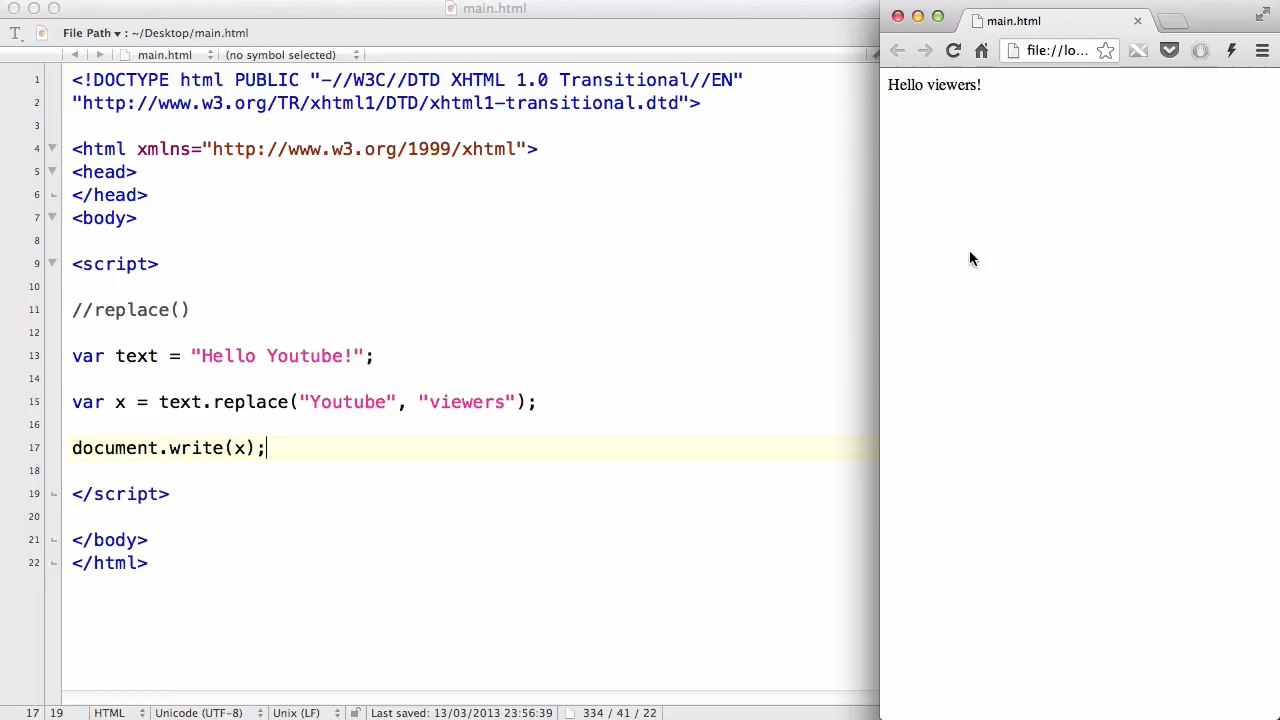 main.html
File Path ▾ : ~/Desktop/main.html
main.html
(no symbol selected)
1 <!DOCTYPE html PUBLIC "-//W3C//DTD XHTML 1.0 Transitional//EN"
2 "http://www.w3.org/TR/xhtml1/DTD/xhtml1-transitional.dtd">
3
4 <html xmlns="http://www.w3.org/1999/xhtml">
5 <head>
6 </head>
7 <body>
8
9 <script>
10
11 //replace()
12
13 var text = "Hello Youtube!";
14
15 var x = text.replace("Youtube", "viewers");
16
17 document.write(x);
18
19 </script>
20
21 </body>
22 </html>
17 19 HTML Unicode (UTF-8) Unix (LF) Last saved: 13/03/2013 23:56:39 334 / 41 / 22
main.html
file://lo...
Hello viewers!